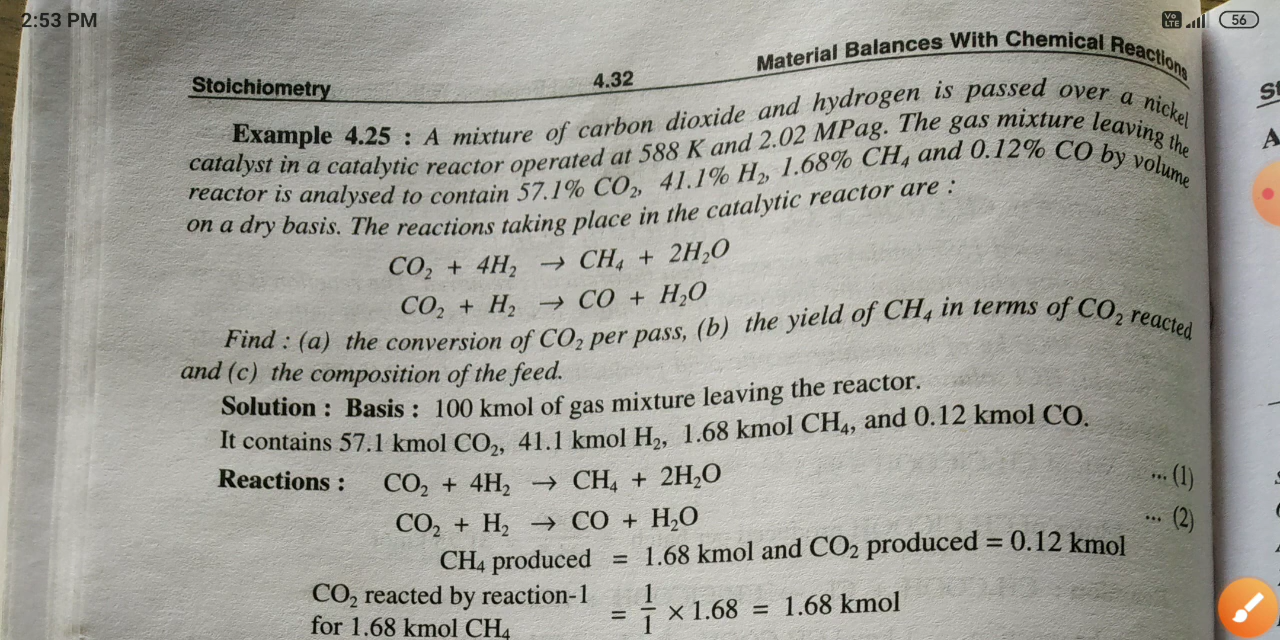 2:53 PM
Vo LTE 56
Stoichiometry 4.32 Material Balances With Chemical Reactions
Example 4.25 : A mixture of carbon dioxide and hydrogen is passed over a nickel
catalyst in a catalytic reactor operated at 588 K and 2.02 MPag. The gas mixture leaving the
reactor is analysed to contain 57.1% CO₂, 41.1% H₂, 1.68% CH₄ and 0.12% CO by volume
on a dry basis. The reactions taking place in the catalytic reactor are :
CO₂ + 4H₂ → CH₄ + 2H₂O
CO₂ + H₂ → CO + H₂O
Find : (a) the conversion of CO₂ per pass, (b) the yield of CH₄ in terms of CO₂ reacted
and (c) the composition of the feed.
Solution : Basis : 100 kmol of gas mixture leaving the reactor.
It contains 57.1 kmol CO₂, 41.1 kmol H₂, 1.68 kmol CH₄, and 0.12 kmol CO.
Reactions : CO₂ + 4H₂ → CH₄ + 2H₂O ... (1)
CO₂ + H₂ → CO + H₂O ... (2)
CH₄ produced = 1.68 kmol and CO₂ produced = 0.12 kmol
CO₂ reacted by reaction-1
for 1.68 kmol CH₄ = 1/1 × 1.68 = 1.68 kmol
St
A